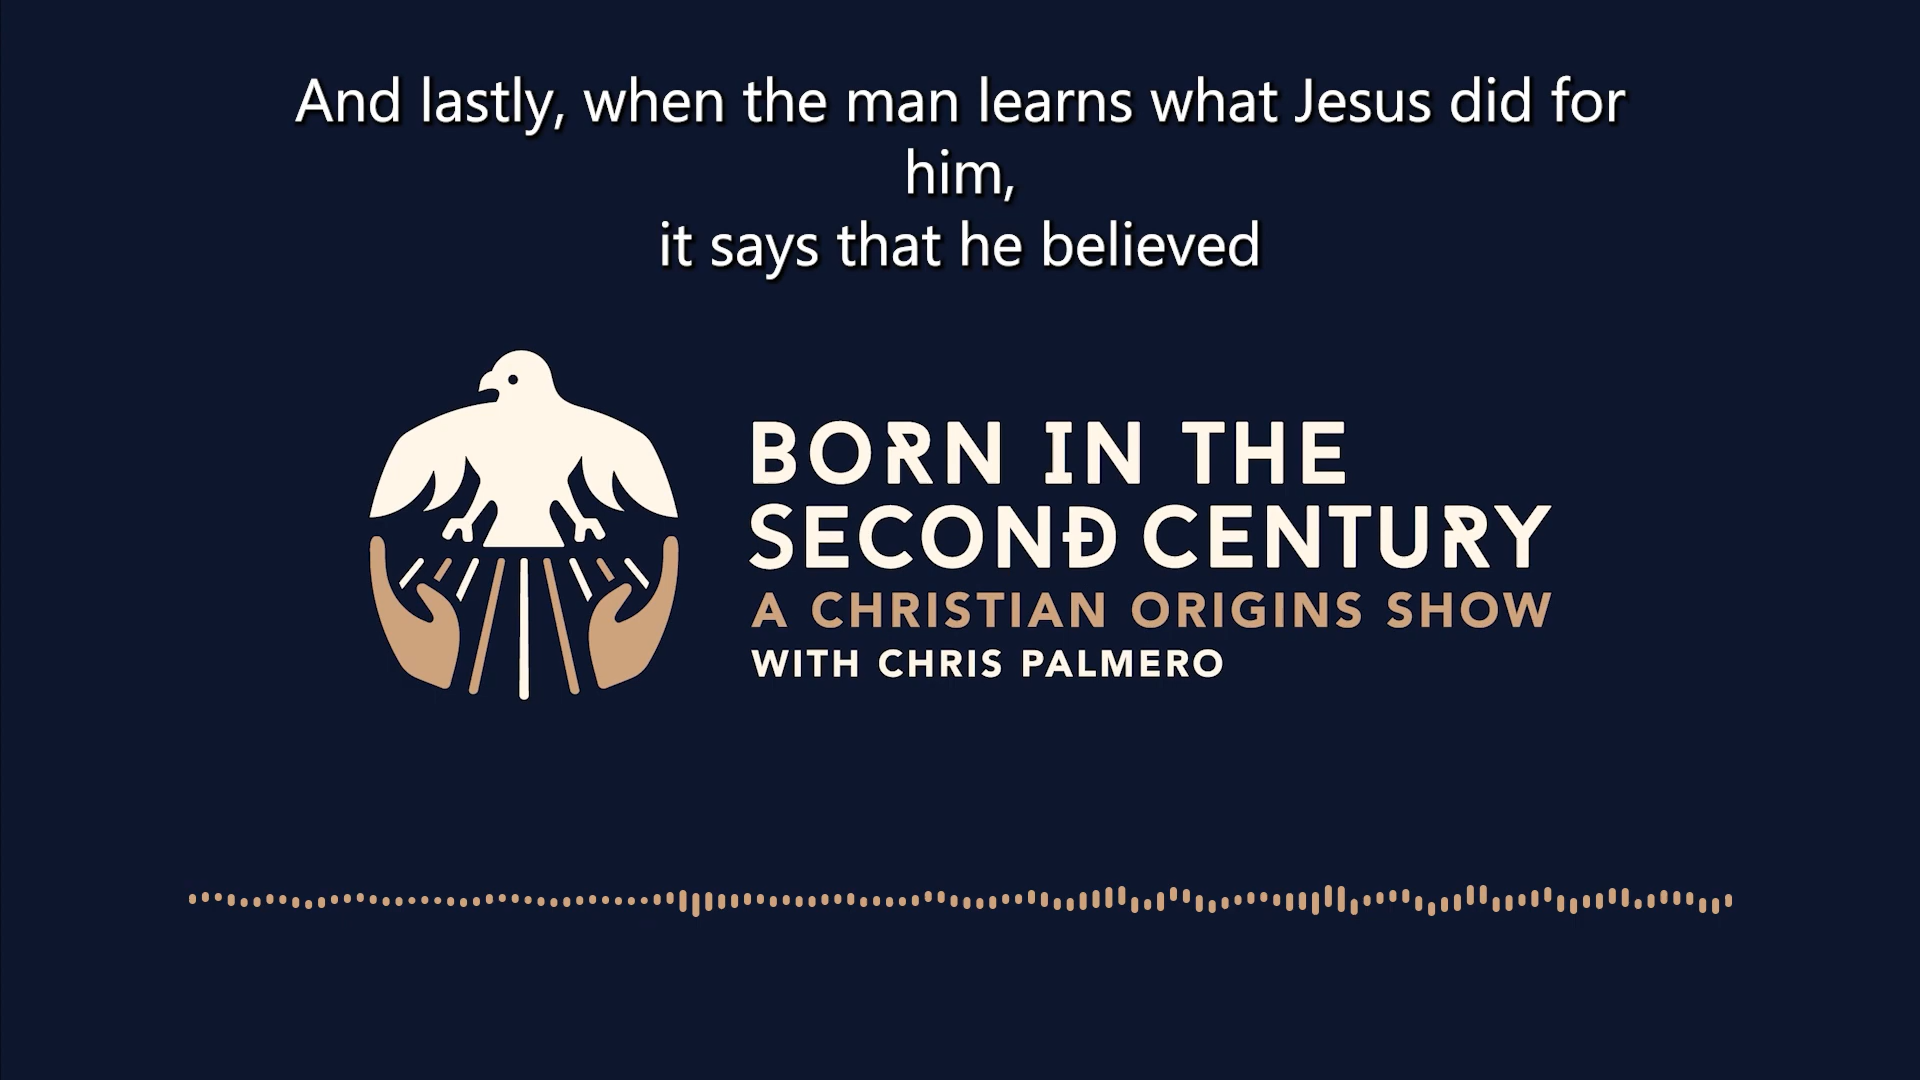 And lastly, when the man learns what Jesus did for
him,
it says that he believed
BORN IN THE
SECOND CENTURY
A CHRISTIAN ORIGINS SHOW
WITH CHRIS PALMERO